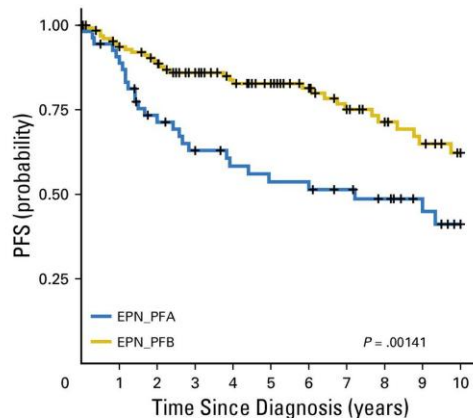 1.00
0.75
0.50
0.25
PFS (probability)
EPN_PFA
EPN_PFB
P = .00141
0 1 2 3 4 5 6 7 8 9 10
Time Since Diagnosis (years)